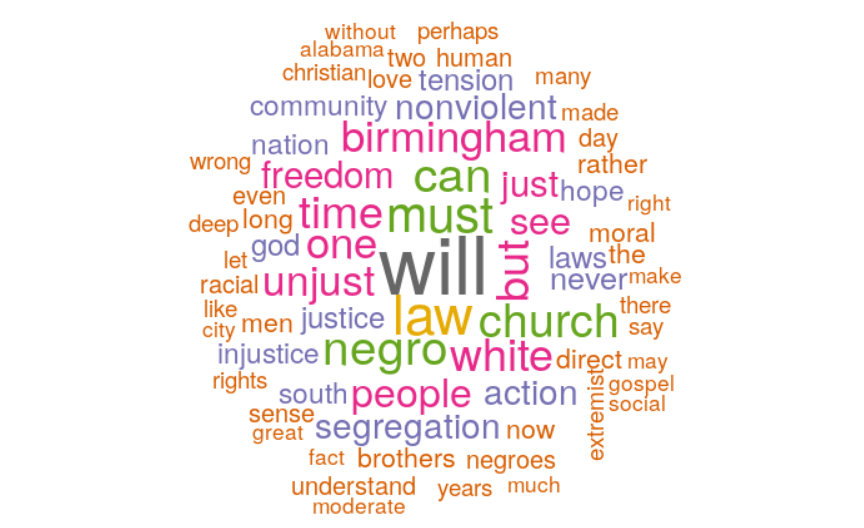 without perhaps
alabama two human
christian love tension many
community nonviolent made
nation birmingham day
wrong freedom can just rather
even hope right
deep long time must see moral
let god one will but laws the
racial unjust never make
like justice law church there
city men say
injustice negro white direct may
rights south people action extremist gospel
social
sense segregation now
great
fact brothers negroes
understand years much
moderate